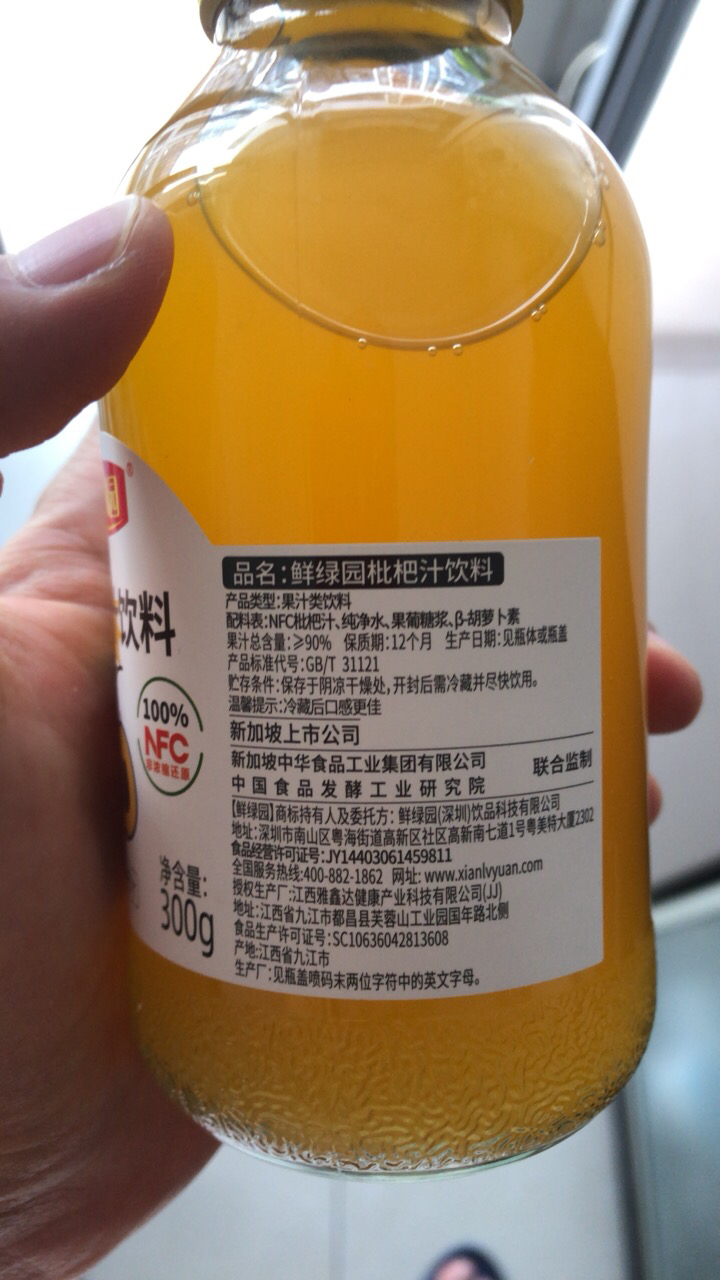 品名:鲜绿园枇杷汁饮料
产品类型:果汁类饮料
配料表:NFC枇杷汁、纯净水、果葡糖浆、β-胡萝卜素
果汁总含量:≥90% 保质期:12个月 生产日期:见瓶体或瓶盖
产品标准代号:GB/T 31121
贮存条件:保存于阴凉干燥处,开封后需冷藏并尽快饮用。
温馨提示:冷藏后口感更佳
新加坡上市公司
新加坡中华食品工业集团有限公司
中国食品发酵工业研究院
联合监制
【鲜绿园】商标持有人及委托方:鲜绿园(深圳)饮品科技有限公司
地址:深圳市南山区粤海街道高新区社区高新南七道1号粤美特大厦2302
食品经营许可证号:JY14403061459811
全国服务热线:400-882-1862 网址:www.xianlvyuan.com
授权生产厂:江西雅鑫达健康产业科技有限公司(JJ)
地址:江西省九江市都昌县芙蓉山工业园国年路北侧
食品生产许可证号:SC10636042813608
产地:江西省九江市
生产厂:见瓶盖喷码末两位字符中的英文字母。
饮料
100%
NFC
非浓缩还原
净含量:
300g